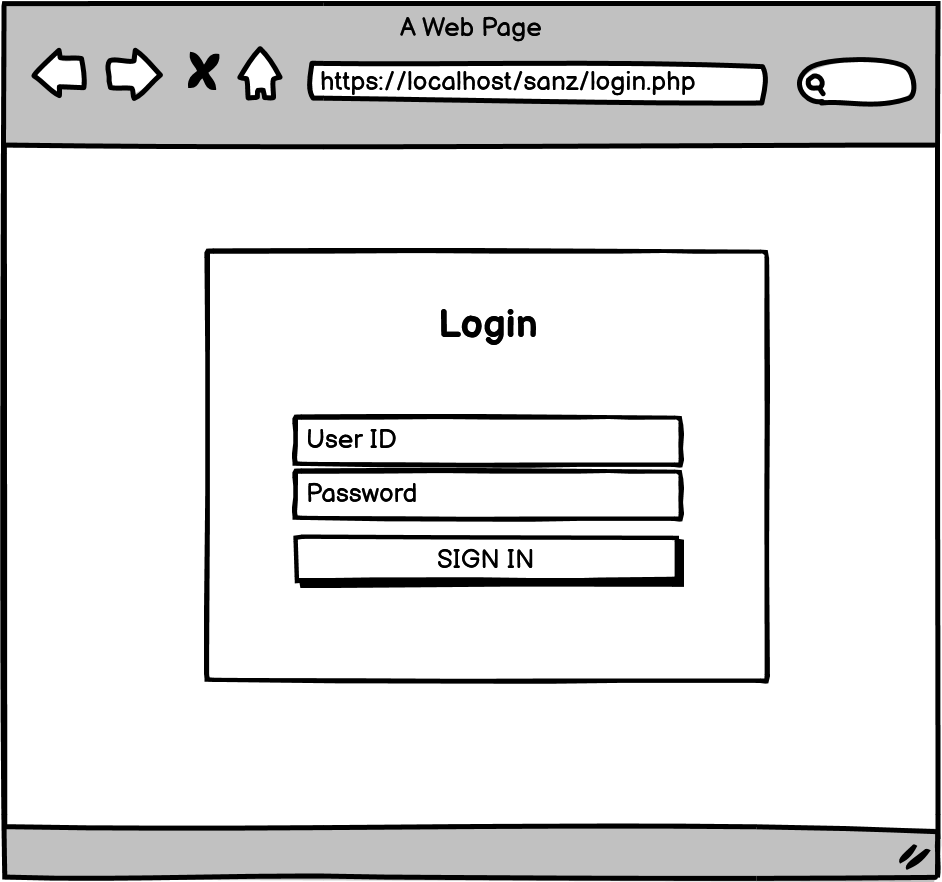 A Web Page
https://localhost/sanz/login.php
Login
User ID
Password
SIGN IN